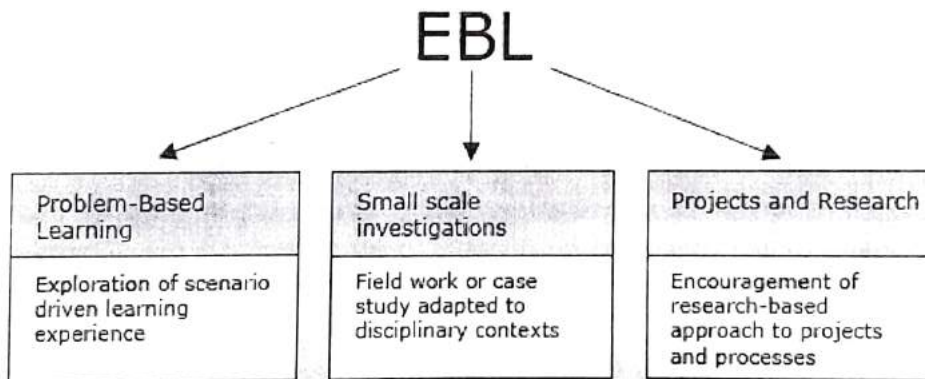 EBL
Problem-Based
Learning
Exploration of scenario
driven learning
experience
Small scale
investigations
Field work or case
study adapted to
disciplinary contexts
Projects and Research
Encouragement of
research-based
approach to projects
and processes